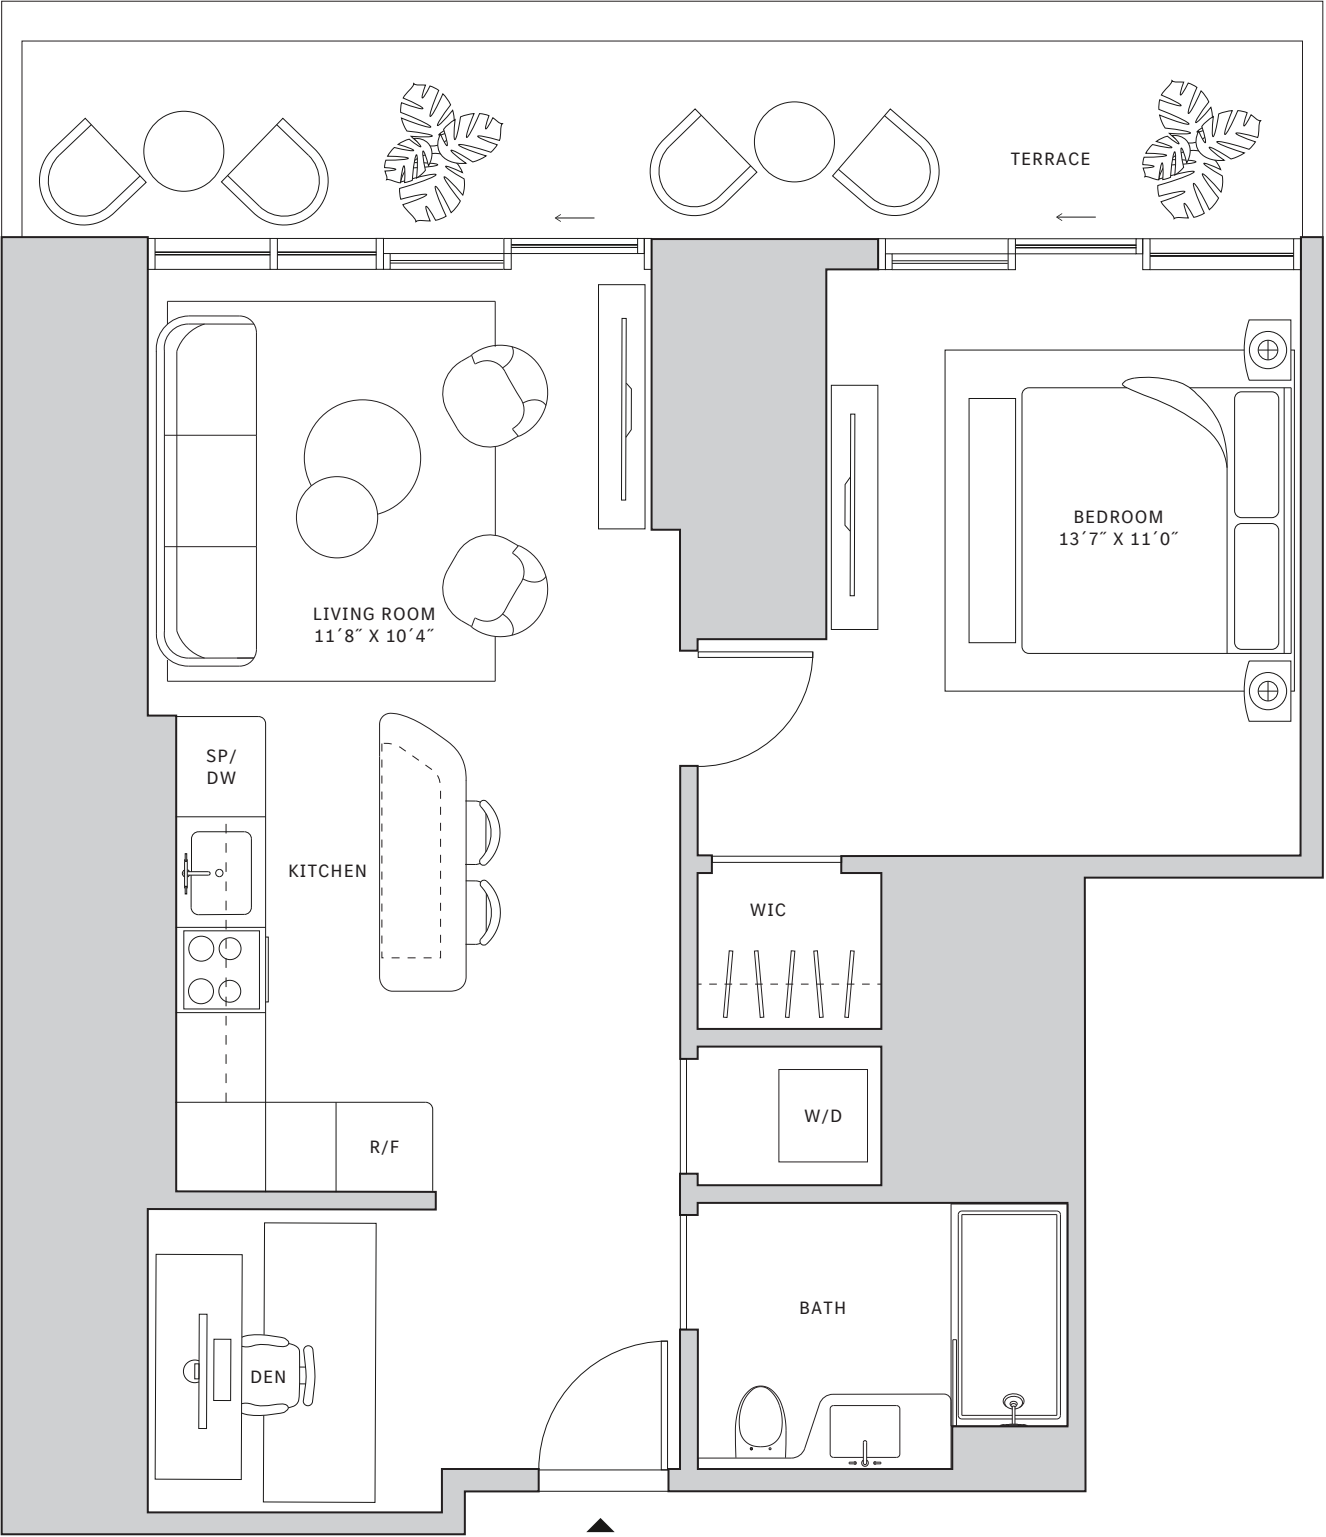 TERRACE
BEDROOM
13´7˝ X 11´0˝
LIVING ROOM
11´8˝ X 10´4˝
SP/
DW
KITCHEN
WIC
W/D
R/F
BATH
DEN